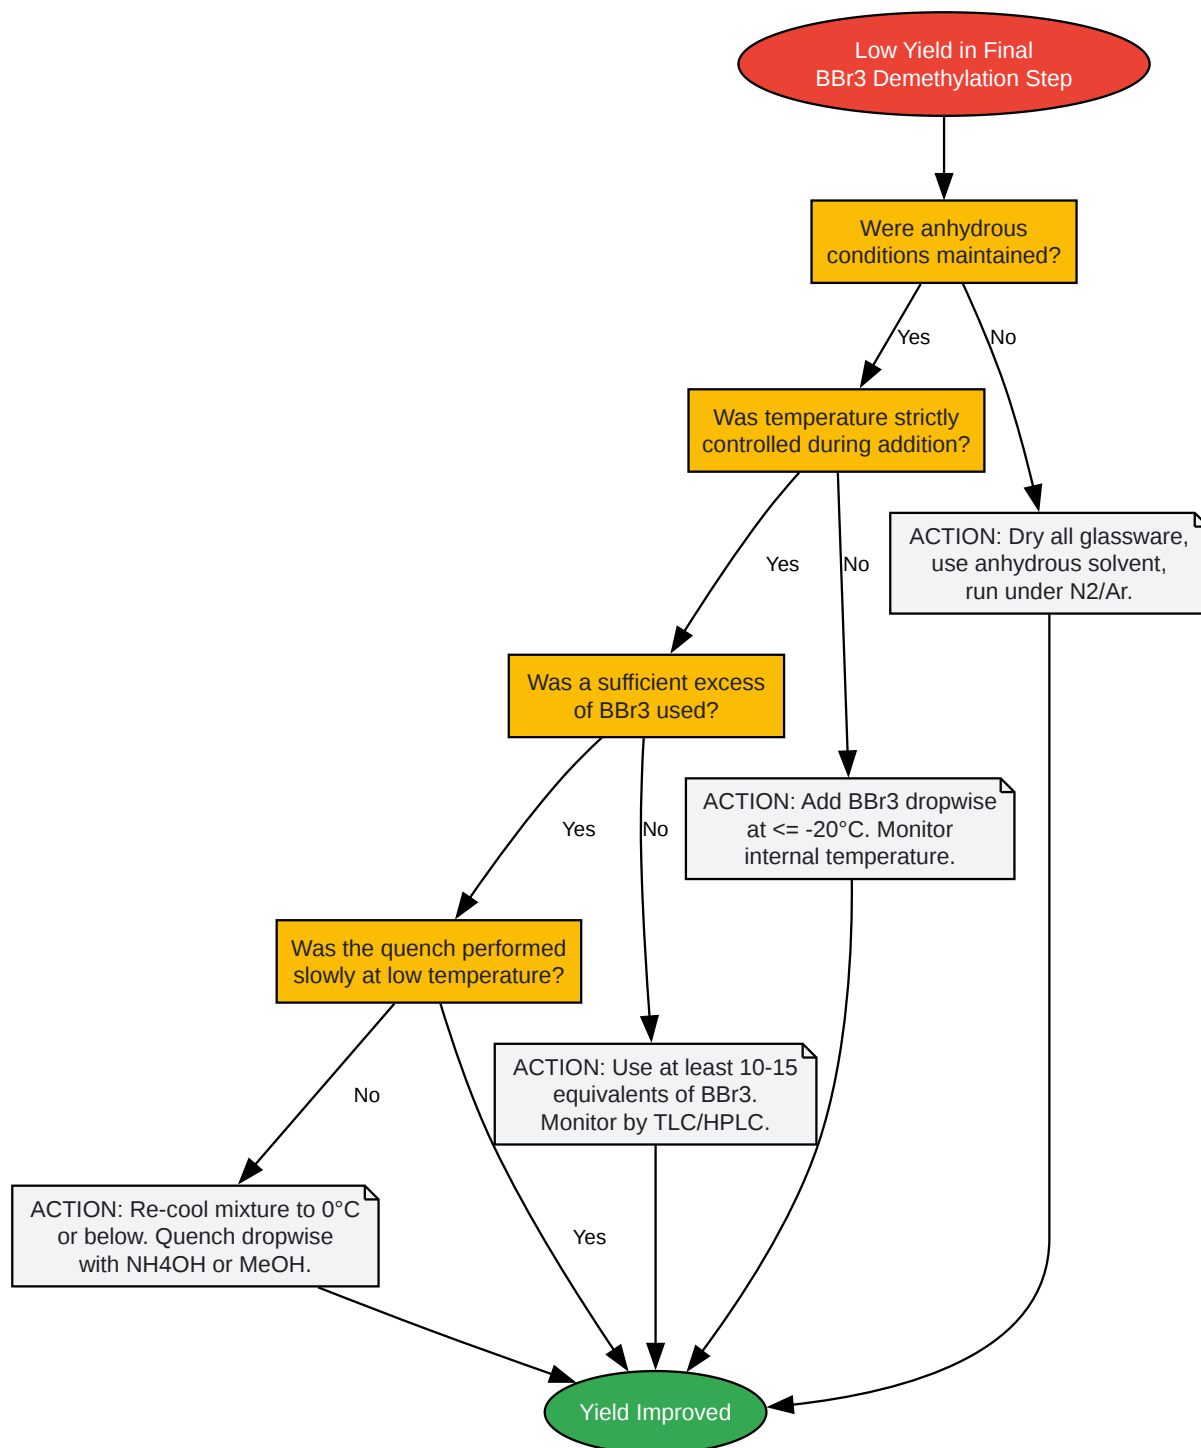 Low Yield in Final
BBr3 Demethylation Step
Were anhydrous
conditions maintained?
Yes
No
Was temperature strictly
controlled during addition?
ACTION: Dry all glassware,
use anhydrous solvent,
run under N2/Ar.
Yes
No
Was a sufficient excess
of BBr3 used?
ACTION: Add BBr3 dropwise
at <= -20°C. Monitor
internal temperature.
Yes
No
Was the quench performed
slowly at low temperature?
ACTION: Use at least 10-15
equivalents of BBr3.
Monitor by TLC/HPLC.
No
Yes
ACTION: Re-cool mixture to 0°C
or below. Quench dropwise
with NH4OH or MeOH.
Yield Improved